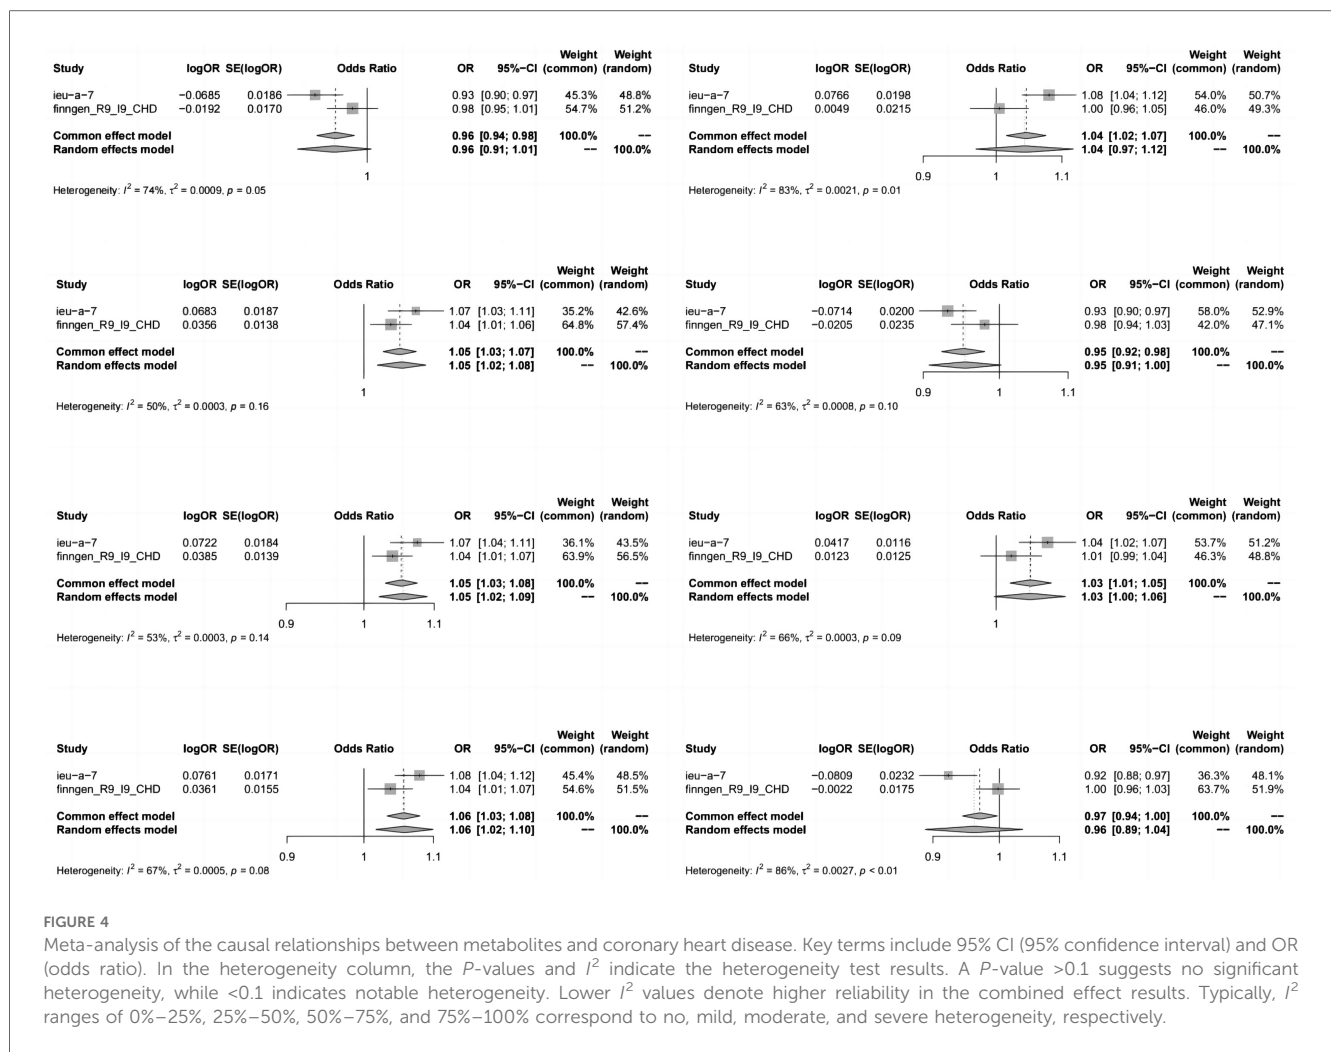 Weight Weight
Study logOR SE(logOR) Odds Ratio OR 95%−CI (common) (random)
ieu−a−7 −0.0685 0.0186 0.93 [0.90; 0.97] 45.3% 48.8%
finngen_R9_I9_CHD −0.0192 0.0170 0.98 [0.95; 1.01] 54.7% 51.2%
Common effect model 0.96 [0.94; 0.98] 100.0% −−
Random effects model 0.96 [0.91; 1.01] −− 100.0%
1
Heterogeneity: I² = 74%, τ² = 0.0009, p = 0.05
Weight Weight
Study logOR SE(logOR) Odds Ratio OR 95%−CI (common) (random)
ieu−a−7 0.0766 0.0198 1.08 [1.04; 1.12] 54.0% 50.7%
finngen_R9_I9_CHD 0.0049 0.0215 1.00 [0.96; 1.05] 46.0% 49.3%
Common effect model 1.04 [1.02; 1.07] 100.0% −−
Random effects model 1.04 [0.97; 1.12] −− 100.0%
0.9 1 1.1
Heterogeneity: I² = 83%, τ² = 0.0021, p = 0.01
Weight Weight
Study logOR SE(logOR) Odds Ratio OR 95%−CI (common) (random)
ieu−a−7 0.0683 0.0187 1.07 [1.03; 1.11] 35.2% 42.6%
finngen_R9_I9_CHD 0.0356 0.0138 1.04 [1.01; 1.06] 64.8% 57.4%
Common effect model 1.05 [1.03; 1.07] 100.0% −−
Random effects model 1.05 [1.02; 1.08] −− 100.0%
1
Heterogeneity: I² = 50%, τ² = 0.0003, p = 0.16
Weight Weight
Study logOR SE(logOR) Odds Ratio OR 95%−CI (common) (random)
ieu−a−7 −0.0714 0.0200 0.93 [0.90; 0.97] 58.0% 52.9%
finngen_R9_I9_CHD −0.0205 0.0235 0.98 [0.94; 1.03] 42.0% 47.1%
Common effect model 0.95 [0.92; 0.98] 100.0% −−
Random effects model 0.95 [0.91; 1.00] −− 100.0%
0.9 1 1.1
Heterogeneity: I² = 63%, τ² = 0.0008, p = 0.10
Weight Weight
Study logOR SE(logOR) Odds Ratio OR 95%−CI (common) (random)
ieu−a−7 0.0722 0.0184 1.07 [1.04; 1.11] 36.1% 43.5%
finngen_R9_I9_CHD 0.0385 0.0139 1.04 [1.01; 1.07] 63.9% 56.5%
Common effect model 1.05 [1.03; 1.08] 100.0% −−
Random effects model 1.05 [1.02; 1.09] −− 100.0%
0.9 1 1.1
Heterogeneity: I² = 53%, τ² = 0.0003, p = 0.14
Weight Weight
Study logOR SE(logOR) Odds Ratio OR 95%−CI (common) (random)
ieu−a−7 0.0417 0.0116 1.04 [1.02; 1.07] 53.7% 51.2%
finngen_R9_I9_CHD 0.0123 0.0125 1.01 [0.99; 1.04] 46.3% 48.8%
Common effect model 1.03 [1.01; 1.05] 100.0% −−
Random effects model 1.03 [1.00; 1.06] −− 100.0%
1
Heterogeneity: I² = 66%, τ² = 0.0003, p = 0.09
Weight Weight
Study logOR SE(logOR) Odds Ratio OR 95%−CI (common) (random)
ieu−a−7 0.0761 0.0171 1.08 [1.04; 1.12] 45.4% 48.5%
finngen_R9_I9_CHD 0.0361 0.0155 1.04 [1.01; 1.07] 54.6% 51.5%
Common effect model 1.06 [1.03; 1.08] 100.0% −−
Random effects model 1.06 [1.02; 1.10] −− 100.0%
0.9 1 1.1
Heterogeneity: I² = 67%, τ² = 0.0005, p = 0.08
Weight Weight
Study logOR SE(logOR) Odds Ratio OR 95%−CI (common) (random)
ieu−a−7 −0.0809 0.0232 0.92 [0.88; 0.97] 36.3% 48.1%
finngen_R9_I9_CHD −0.0022 0.0175 1.00 [0.96; 1.03] 63.7% 51.9%
Common effect model 0.97 [0.94; 1.00] 100.0% −−
Random effects model 0.96 [0.89; 1.04] −− 100.0%
0.9 1 1.1
Heterogeneity: I² = 86%, τ² = 0.0027, p < 0.01
FIGURE 4
Meta-analysis of the causal relationships between metabolites and coronary heart disease. Key terms include 95% CI (95% confidence interval) and OR
(odds ratio). In the heterogeneity column, the P-values and I² indicate the heterogeneity test results. A P-value >0.1 suggests no significant
heterogeneity, while <0.1 indicates notable heterogeneity. Lower I² values denote higher reliability in the combined effect results. Typically, I²
ranges of 0%–25%, 25%–50%, 50%–75%, and 75%–100% correspond to no, mild, moderate, and severe heterogeneity, respectively.